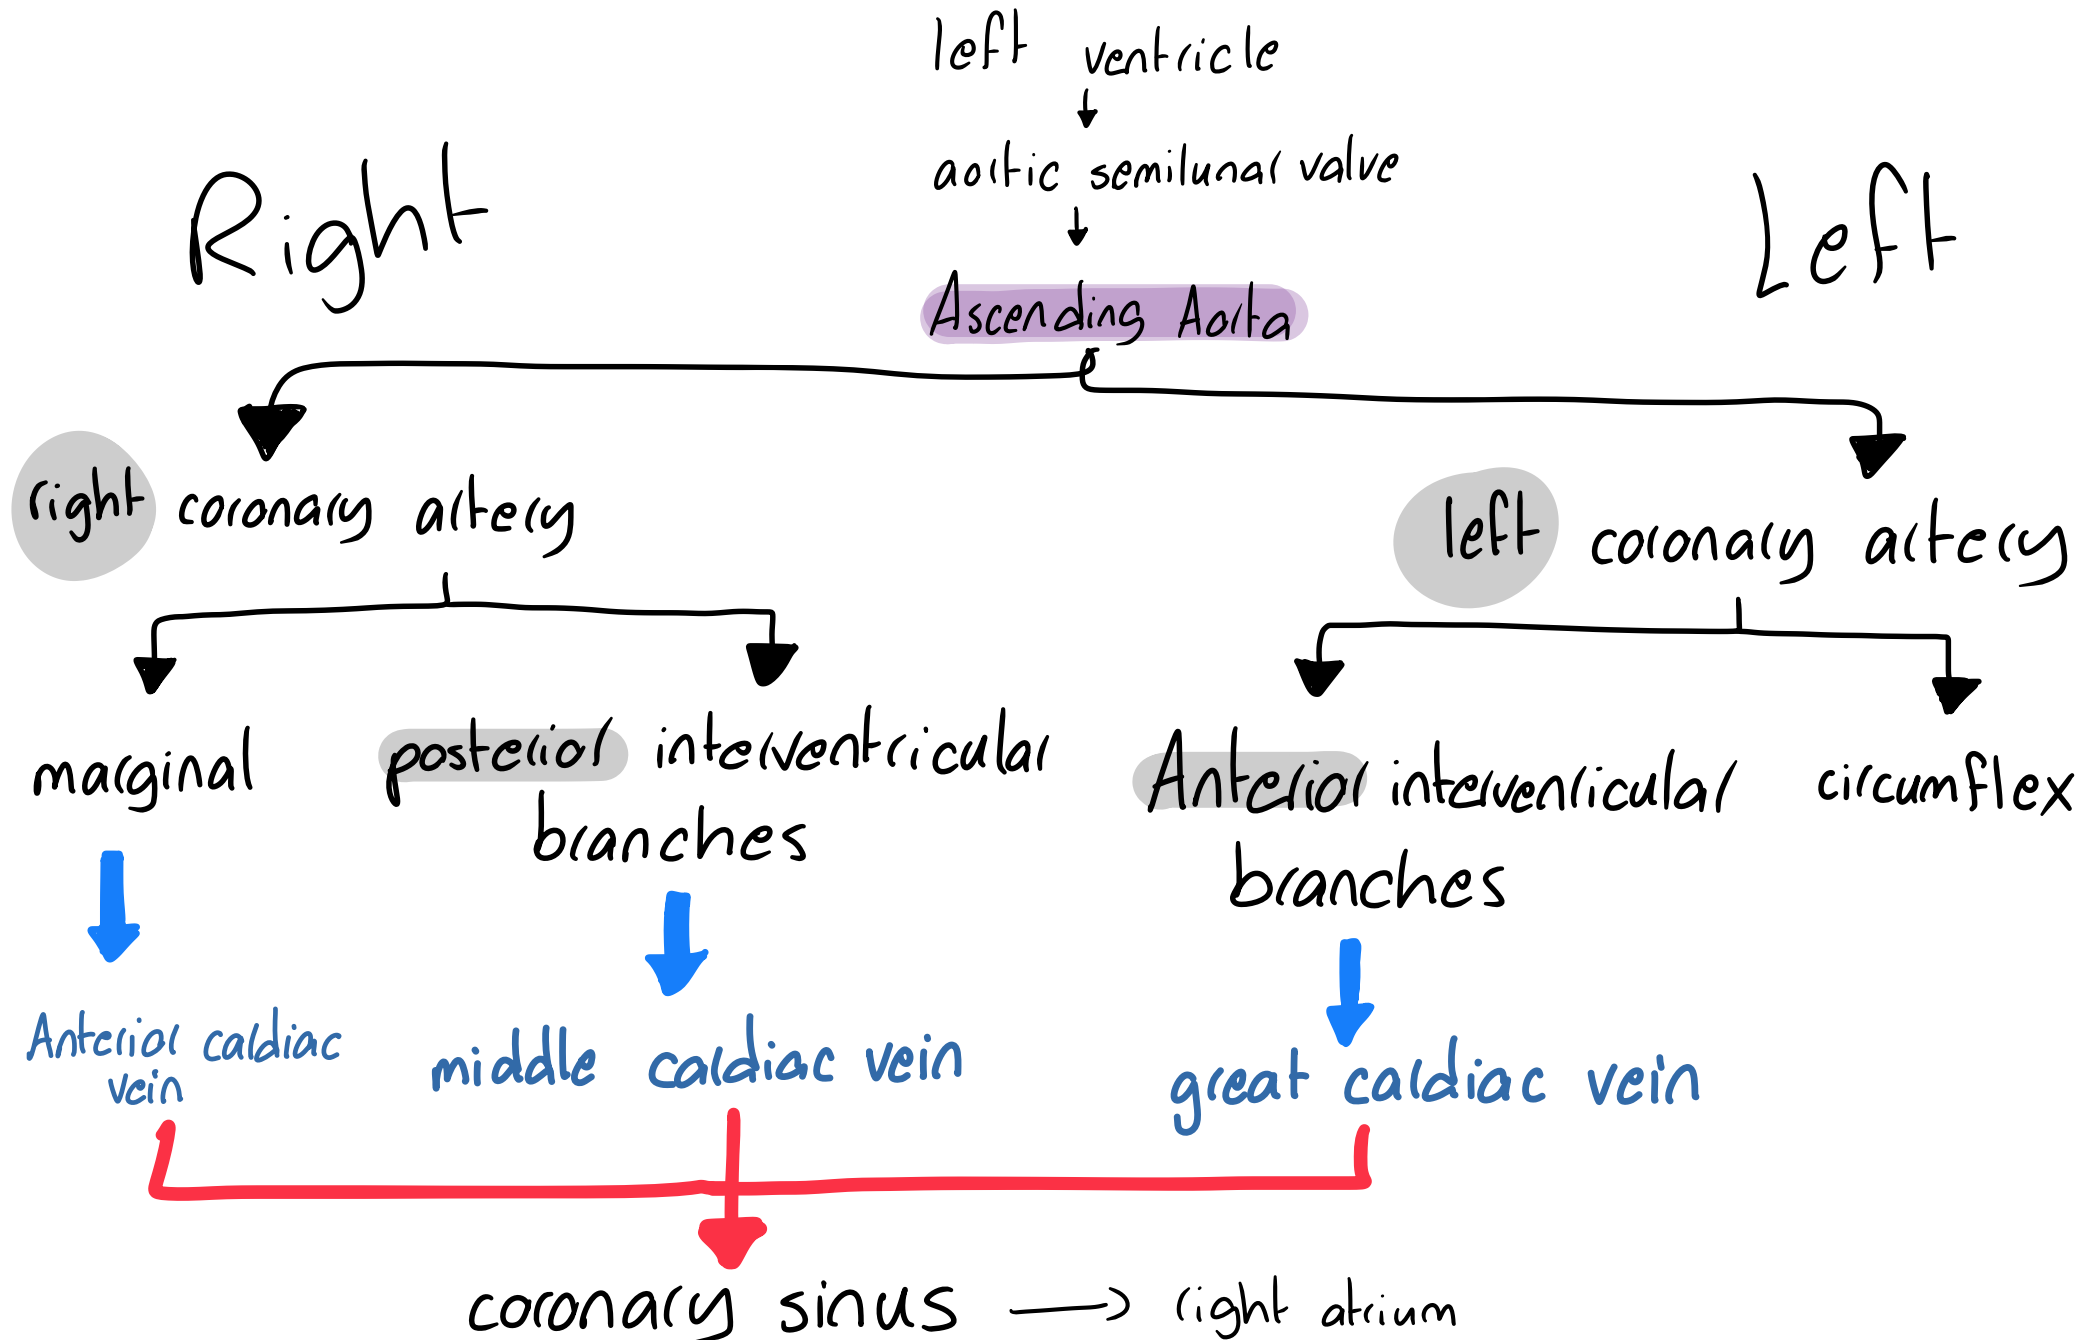 left ventricle
aortic semilunar valve
Right
Left
Ascending Aorta
right coronary artery
left coronary artery
marginal
posterior interventricular
branches
Anterior intervenricular
branches
circumflex
Anterior cardiac
vein
middle cardiac vein
great cardiac vein
coronary sinus → right atrium